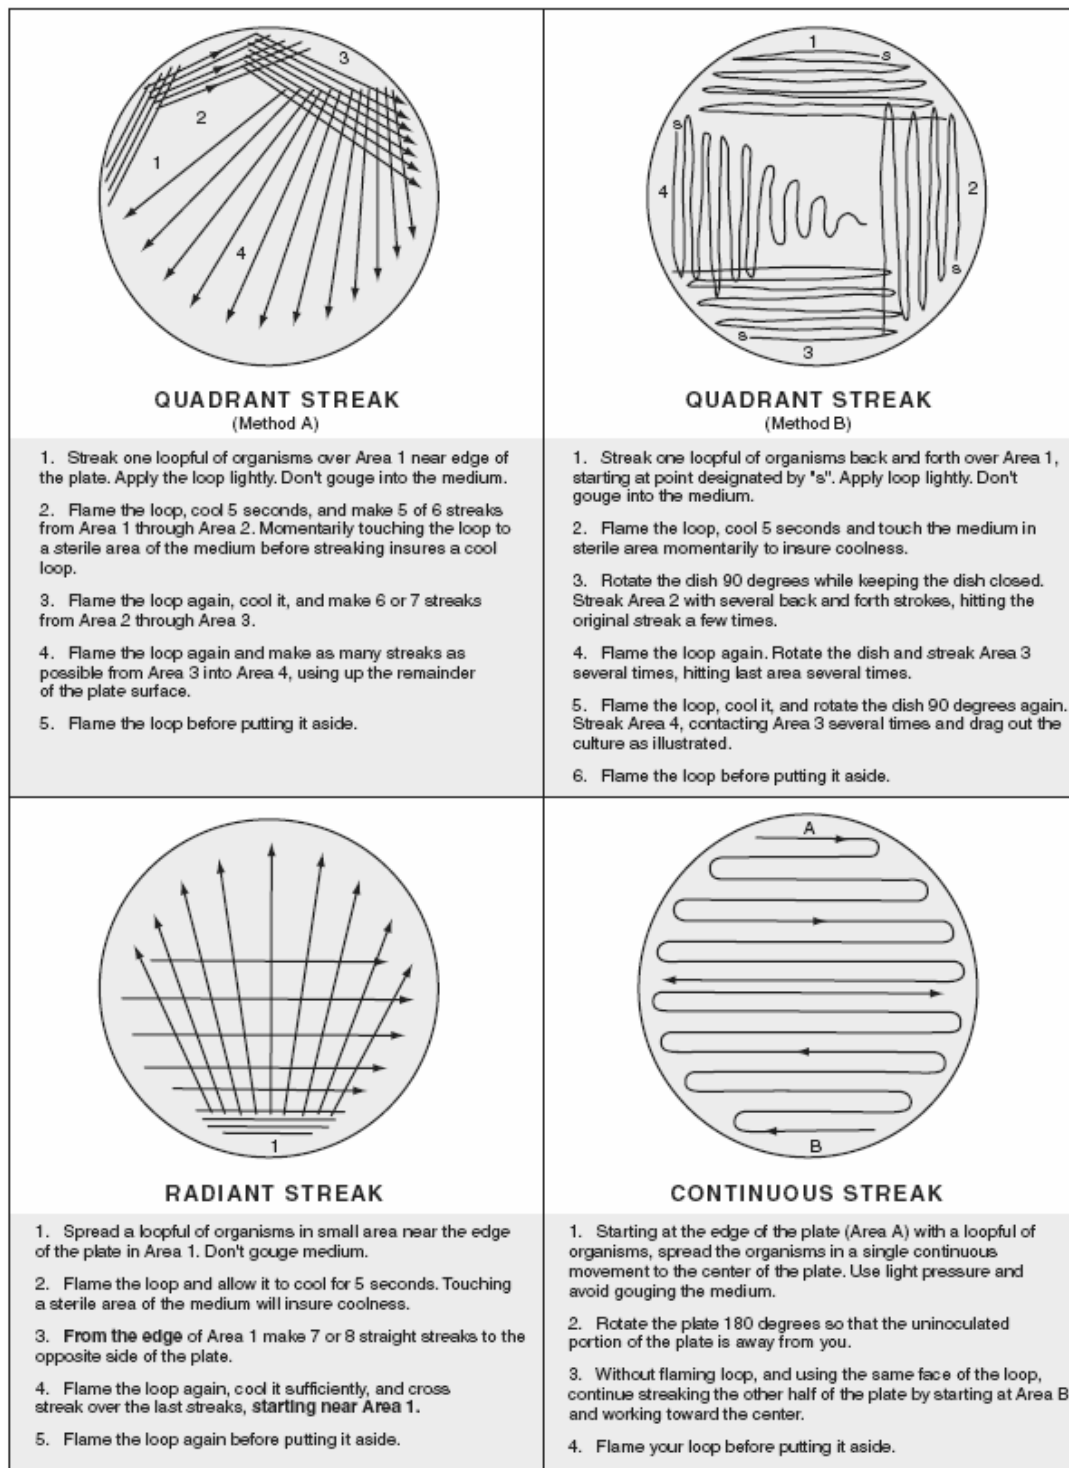 1
2
3
4
QUADRANT STREAK
(Method A)
1. Streak one loopful of organisms over Area 1 near edge of
the plate. Apply the loop lightly. Don't gouge into the medium.
2. Flame the loop, cool 5 seconds, and make 5 of 6 streaks
from Area 1 through Area 2. Momentarily touching the loop to
a sterile area of the medium before streaking insures a cool
loop.
3. Flame the loop again, cool it, and make 6 or 7 streaks
from Area 2 through Area 3.
4. Flame the loop again and make as many streaks as
possible from Area 3 into Area 4, using up the remainder
of the plate surface.
5. Flame the loop before putting it aside.
1
s
s
4
2
s
s
3
QUADRANT STREAK
(Method B)
1. Streak one loopful of organisms back and forth over Area 1,
starting at point designated by "s". Apply loop lightly. Don't
gouge into the medium.
2. Flame the loop, cool 5 seconds and touch the medium in
sterile area momentarily to insure coolness.
3. Rotate the dish 90 degrees while keeping the dish closed.
Streak Area 2 with several back and forth strokes, hitting the
original streak a few times.
4. Flame the loop again. Rotate the dish and streak Area 3
several times, hitting last area several times.
5. Flame the loop, cool it, and rotate the dish 90 degrees again.
Streak Area 4, contacting Area 3 several times and drag out the
culture as illustrated.
6. Flame the loop before putting it aside.
1
RADIANT STREAK
1. Spread a loopful of organisms in small area near the edge
of the plate in Area 1. Don't gouge medium.
2. Flame the loop and allow it to cool for 5 seconds. Touching
a sterile area of the medium will insure coolness.
3. From the edge of Area 1 make 7 or 8 straight streaks to the
opposite side of the plate.
4. Flame the loop again, cool it sufficiently, and cross
streak over the last streaks, starting near Area 1.
5. Flame the loop again before putting it aside.
A
B
CONTINUOUS STREAK
1. Starting at the edge of the plate (Area A) with a loopful of
organisms, spread the organisms in a single continuous
movement to the center of the plate. Use light pressure and
avoid gouging the medium.
2. Rotate the plate 180 degrees so that the uninoculated
portion of the plate is away from you.
3. Without flaming loop, and using the same face of the loop,
continue streaking the other half of the plate by starting at Area B
and working toward the center.
4. Flame your loop before putting it aside.